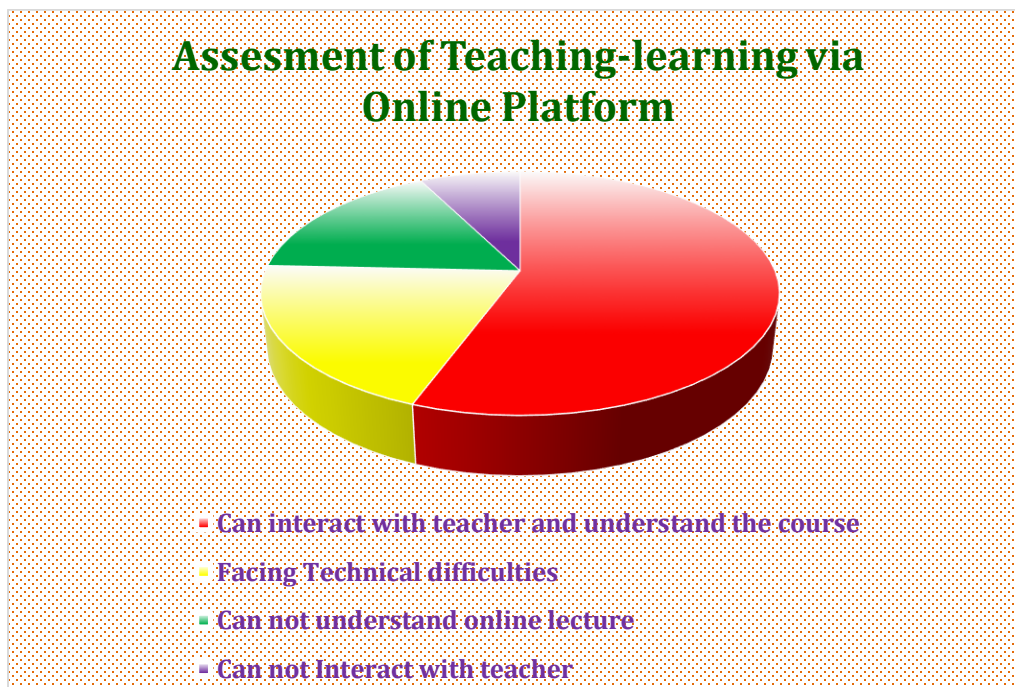 Assesment of Teaching-learning via
Online Platform
Can interact with teacher and understand the course
Facing Technical difficulties
Can not understand online lecture
Can not Interact with teacher